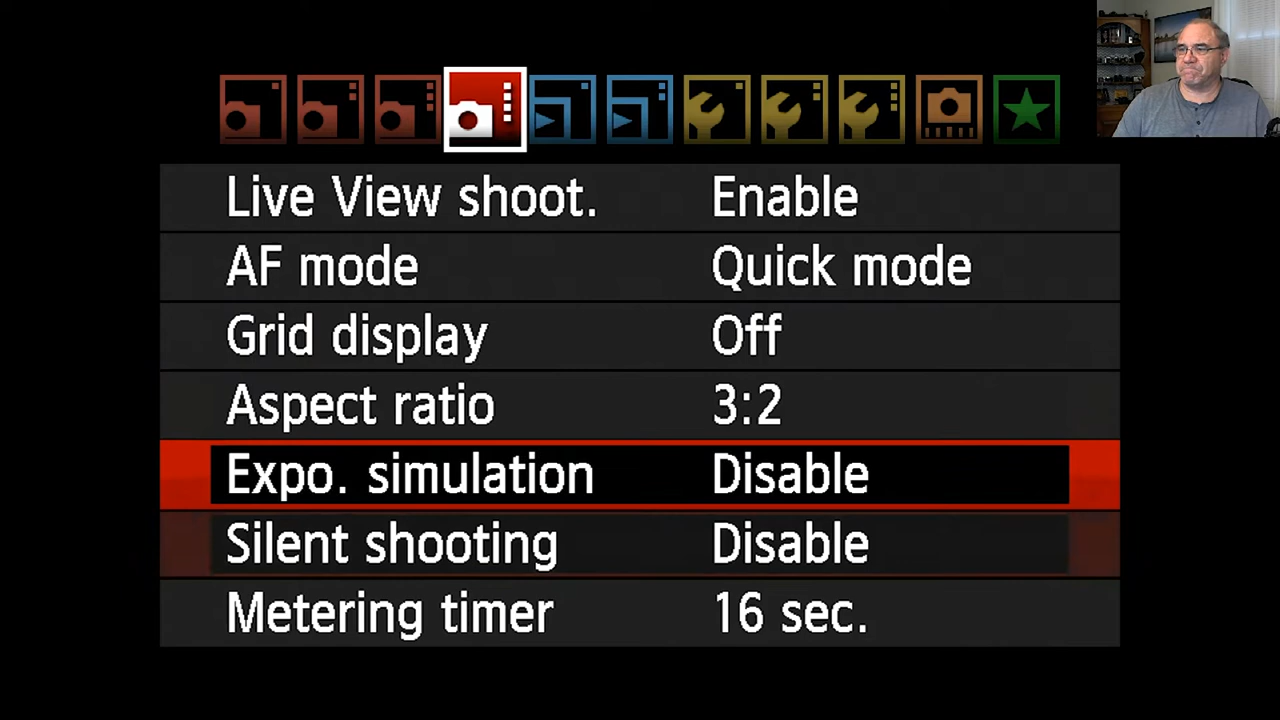 Live View shoot. Enable
AF mode Quick mode
Grid display Off
Aspect ratio 3:2
Expo. simulation Disable
Silent shooting Disable
Metering timer 16 sec.